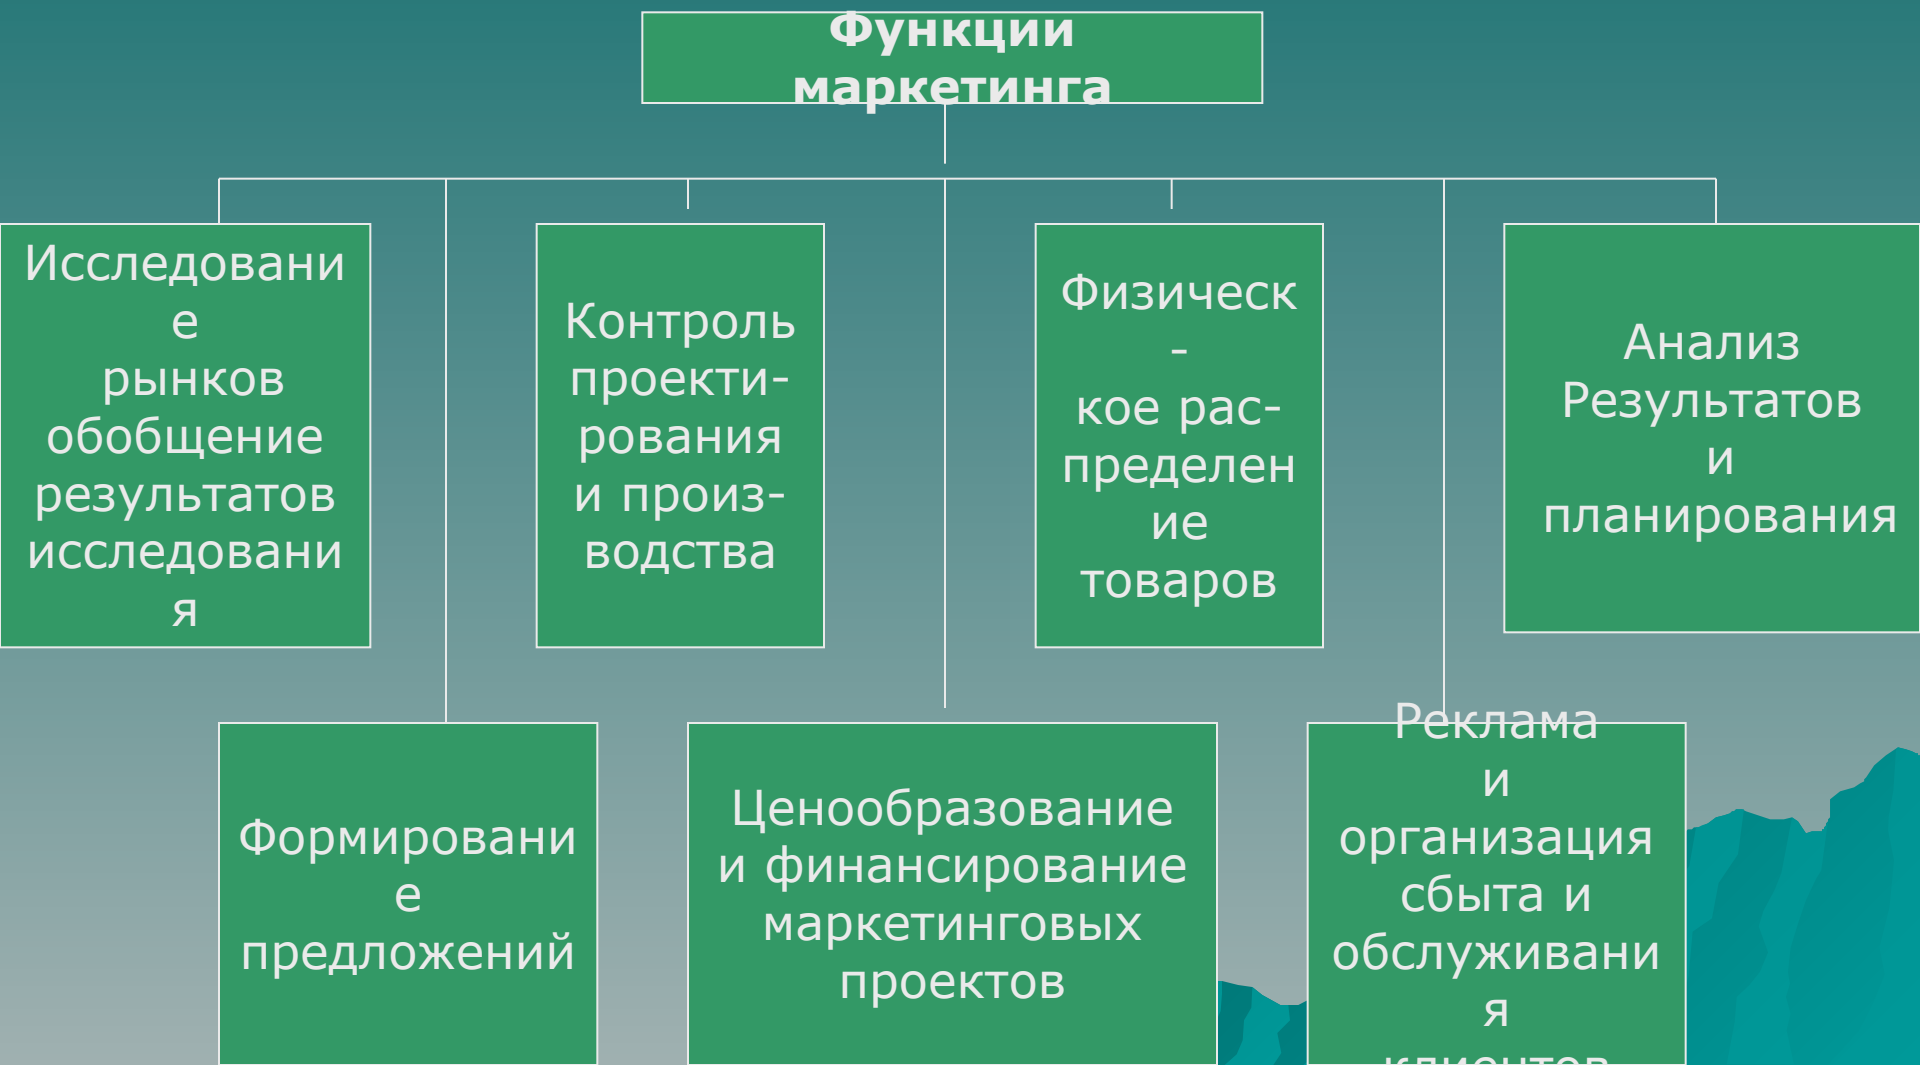 Функции
маркетинга
Исследовани
е
рынков
обобщение
результатов
исследовани
я
Контроль
проекти-
рования
и произ-
водства
Физическ
-
кое рас-
пределен
ие
товаров
Анализ
Результатов
и
планирования
Формировани
е
предложений
Ценообразование
и финансирование
маркетинговых
проектов
Реклама
и
организация
сбыта и
обслуживани
я
клиентов